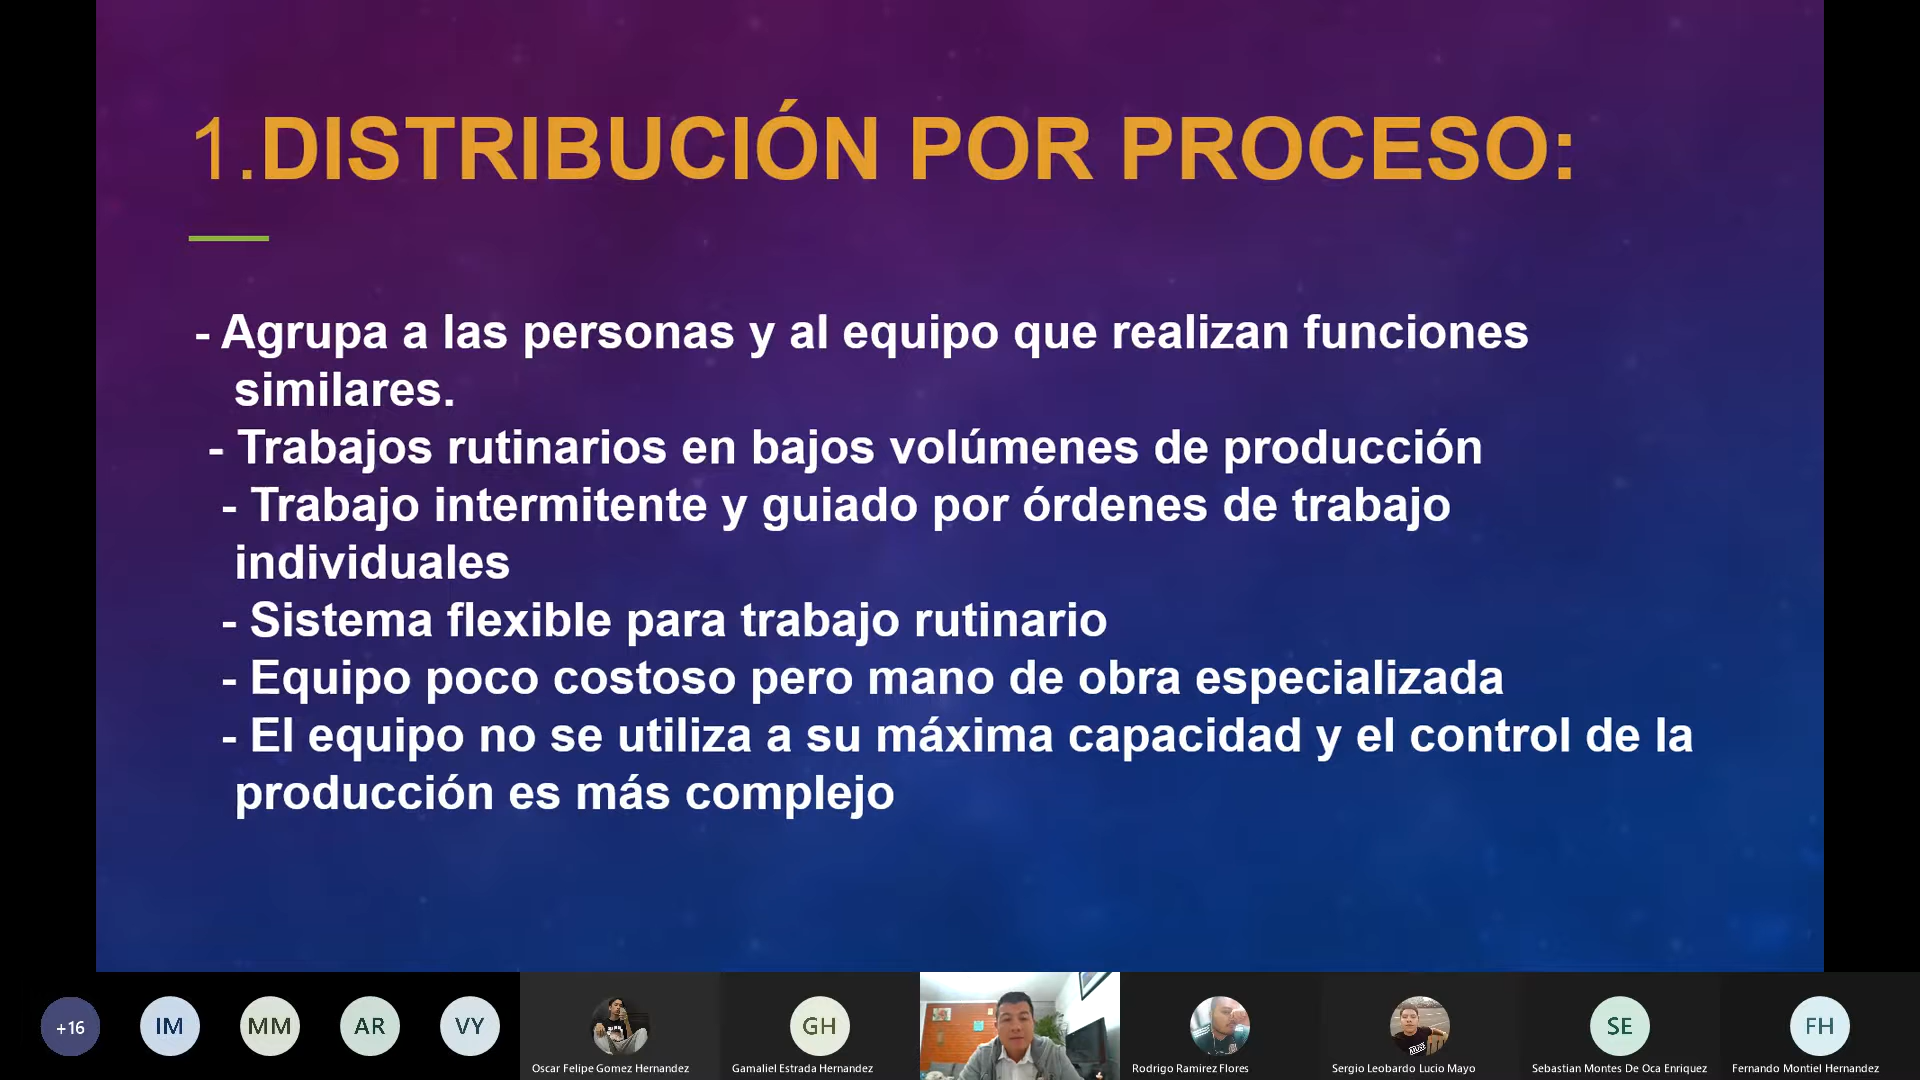 1.DISTRIBUCIÓN POR PROCESO:
- Agrupa a las personas y al equipo que realizan funciones
similares.
- Trabajos rutinarios en bajos volúmenes de producción
- Trabajo intermitente y guiado por órdenes de trabajo
individuales
- Sistema flexible para trabajo rutinario
- Equipo poco costoso pero mano de obra especializada
- El equipo no se utiliza a su máxima capacidad y el control de la
producción es más complejo
+16
IM
MM
AR
VY
Oscar Felipe Gomez Hernandez
GH
Gamaliel Estrada Hernandez
Rodrigo Ramirez Flores
Sergio Leobardo Lucio Mayo
SE
Sebastian Montes De Oca Enriquez
FH
Fernando Montiel Hernandez